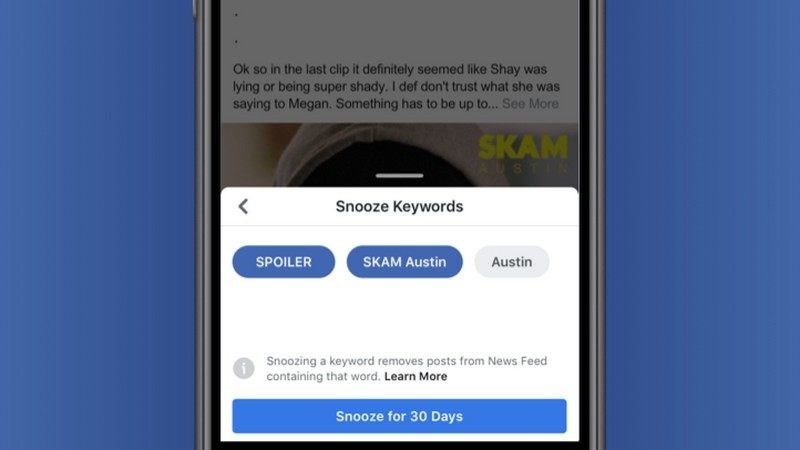 .
.
Ok so in the last clip it definitely seemed like Shay was
lying or being super shady. I def don't trust what she was
saying to Megan. Something has to be up to... See More
SKAM
AUSTIN
Snooze Keywords
SPOILER SKAM Austin Austin
Snoozing a keyword removes posts from News Feed
containing that word. Learn More
Snooze for 30 Days